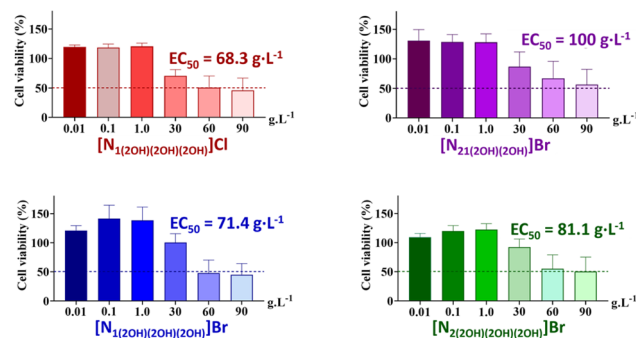 Cell viability (%)
150
100
50
0
EC50 = 68.3 g·L-1
0.01 0.1 1.0 30 60 90 g.L-1
[N1(2OH)(2OH)(2OH)]Cl
Cell viability (%)
150
100
50
0
EC50 = 100 g·L-1
0.01 0.1 1.0 30 60 90 g.L-1
[N21(2OH)(2OH)]Br
Cell viability (%)
150
100
50
0
EC50 = 71.4 g·L-1
0.01 0.1 1.0 30 60 90 g.L-1
[N1(2OH)(2OH)(2OH)]Br
Cell viability (%)
150
100
50
0
EC50 = 81.1 g·L-1
0.01 0.1 1.0 30 60 90 g.L-1
[N2(2OH)(2OH)(2OH)]Br